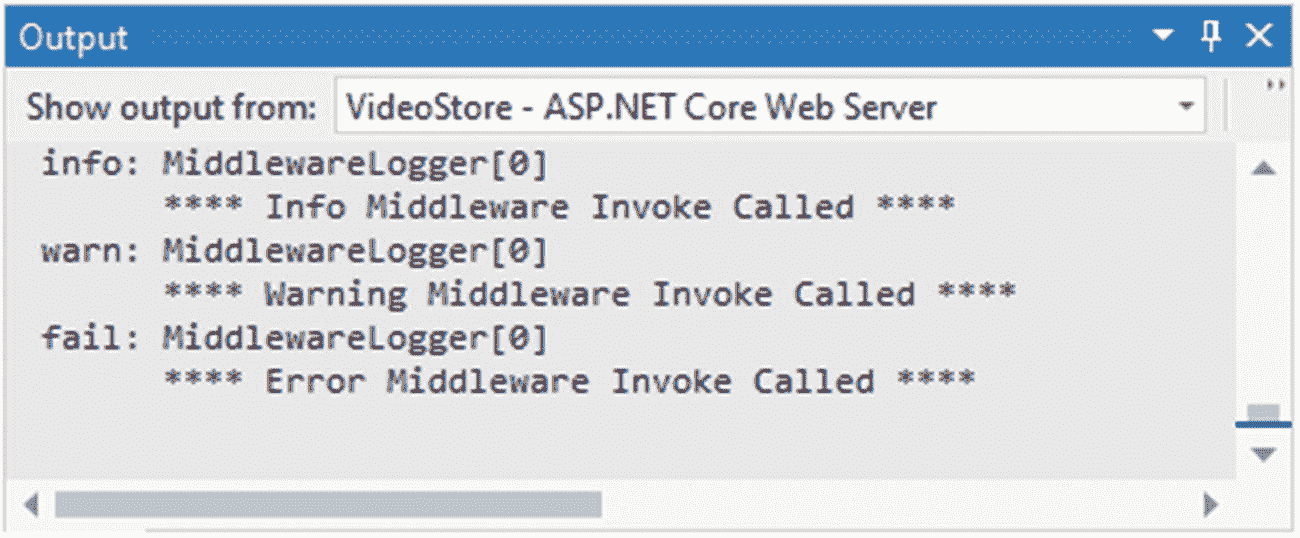 Output
Show output from: VideoStore - ASP.NET Core Web Server
info: MiddlewareLogger[0]
**** Info Middleware Invoke Called ****
warn: MiddlewareLogger[0]
**** Warning Middleware Invoke Called ****
fail: MiddlewareLogger[0]
**** Error Middleware Invoke Called ****